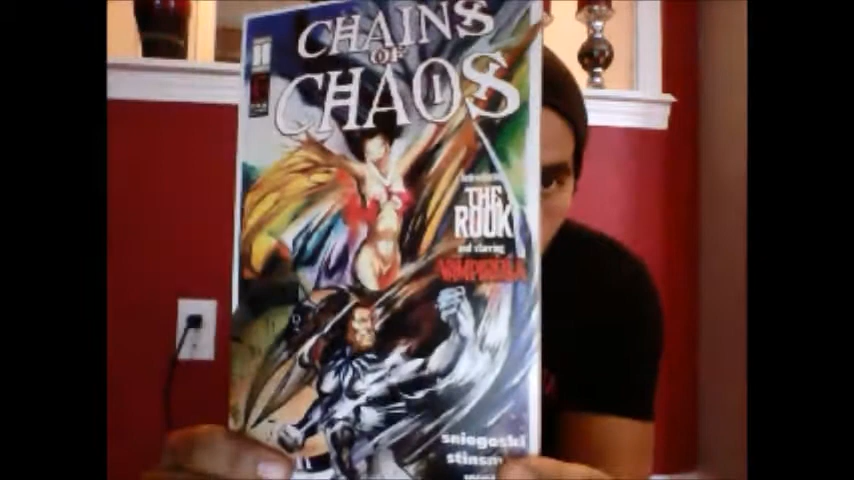 CHAINS
OF
CHAOS
1
THE
ROOK
and starring
VAMPIRELLA
sniegoski